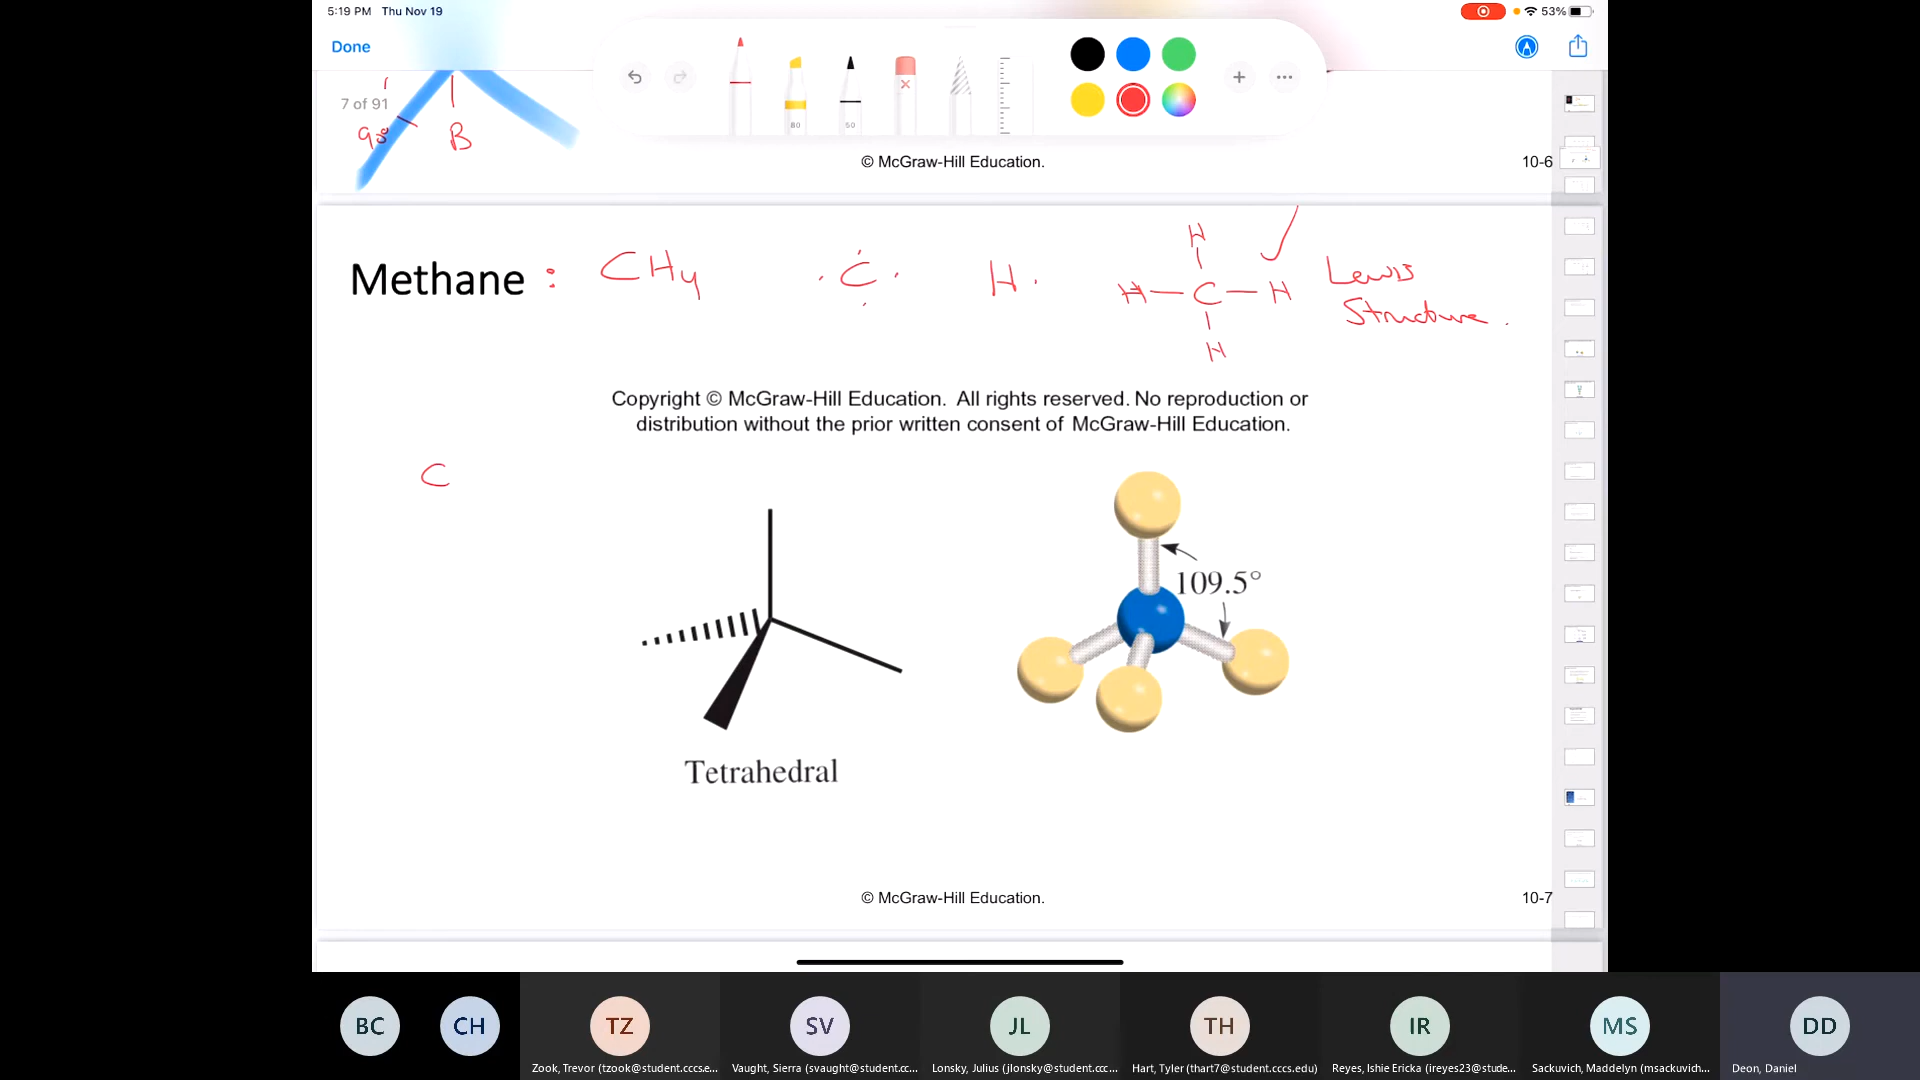 5:19 PM Thu Nov 19
53%
Done
80
50
7 of 91
90°
B
© McGraw-Hill Education.
10-6
Methane : CH4 C H. H
H — C — H Lewis
Structure.
H
Copyright © McGraw-Hill Education. All rights reserved. No reproduction or
distribution without the prior written consent of McGraw-Hill Education.
C
109.5°
Tetrahedral
© McGraw-Hill Education.
10-7
BC CH TZ SV JL TH IR MS DD
Zook, Trevor (tzook@student.cccs.e... Vaught, Sierra (svaught@student.cc... Lonsky, Julius (jlonsky@student.ccc... Hart, Tyler (thart7@student.cccs.edu) Reyes, Ishie Ericka (ireyes23@stude... Sackuvich, Maddelyn (msackuvich... Deon, Daniel